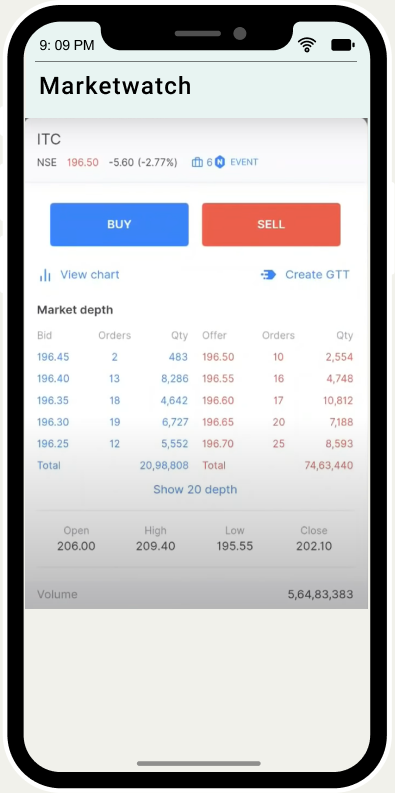 9: 09 PM
Marketwatch
ITC
NSE 196.50 -5.60 (-2.77%) 6 N EVENT
BUY SELL
View chart Create GTT
Market depth
Bid Orders Qty Offer Orders Qty
196.45 2 483 196.50 10 2,554
196.40 13 8,286 196.55 16 4,748
196.35 18 4,642 196.60 17 10,812
196.30 19 6,727 196.65 20 7,188
196.25 12 5,552 196.70 25 8,593
Total 20,98,808 Total 74,63,440
Show 20 depth
Open High Low Close
206.00 209.40 195.55 202.10
Volume 5,64,83,383